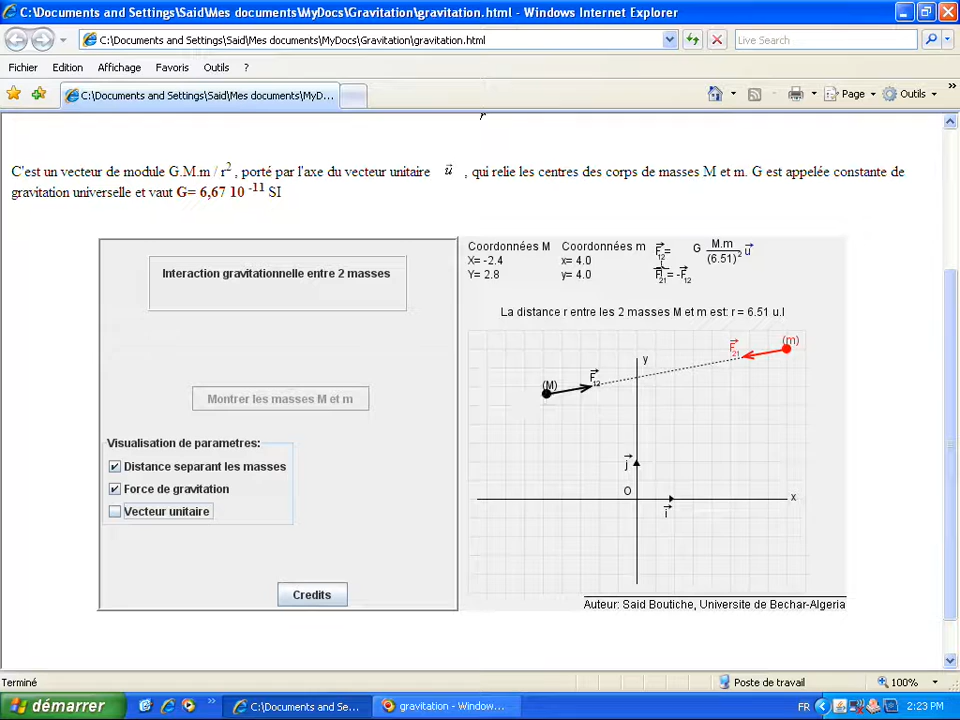 C:\Documents and Settings\Said\Mes documents\MyDocs\Gravitation\gravitation.html - Windows Internet Explorer
C:\Documents and Settings\Said\Mes documents\MyDocs\Gravitation\gravitation.html
Live Search
Fichier Edition Affichage Favoris Outils ?
C:\Documents and Settings\Said\Mes documents\MyD...
Page Outils »
C'est un vecteur de module G.M.m / r², porté par l'axe du vecteur unitaire u⃗ , qui relie les centres des corps de masses M et m. G est appelée constante de
gravitation universelle et vaut G= 6,67 10 ⁻¹¹ SI
Interaction gravitationnelle entre 2 masses
Montrer les masses M et m
Visualisation de parametres:
Distance separant les masses
Force de gravitation
Vecteur unitaire
Credits
Coordonnées M Coordonnées m F⃗12= G M.m / (6.51)² u⃗
X= -2.4 x= 4.0
Y= 2.8 y= 4.0 F⃗21= -F⃗12
La distance r entre les 2 masses M et m est: r = 6.51 u.l
F⃗21 (m)
y
(M) F⃗12
j⃗
O x
i⃗
Auteur: Said Boutiche, Universite de Bechar-Algeria
Terminé Poste de travail 100%
démarrer » C:\Documents et Se... gravitation - Window... FR 2:23 PM